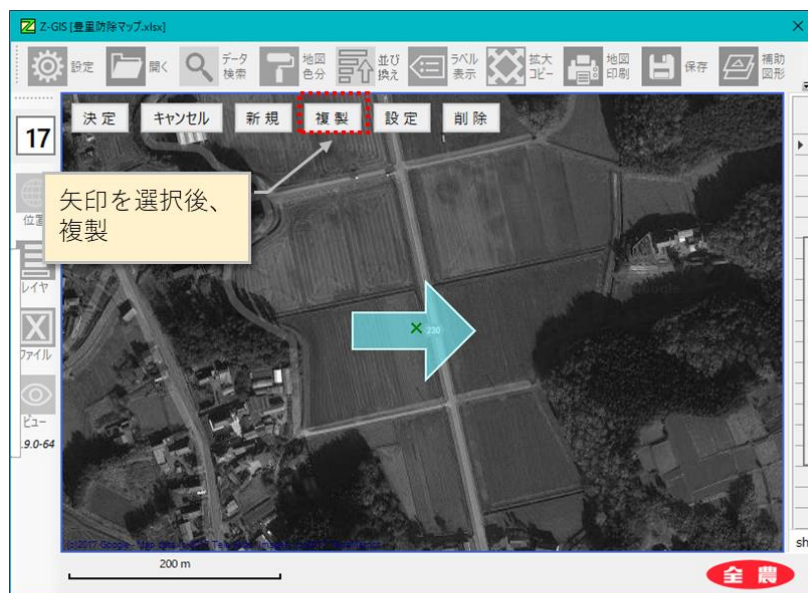 Z-GIS [豊里防除マップ.xlsx]
設定
開く
データ
検索
地図
色分
並び
換え
ラベル
表示
拡大
コピー
地図
印刷
保存
補助
図形
決 定
キャンセル
新 規
複 製
設 定
削 除
17
矢印を選択後、
複製
位置
レイヤ
ファイル
ビュー
.9.0-64
230
200 m
sh
全 農